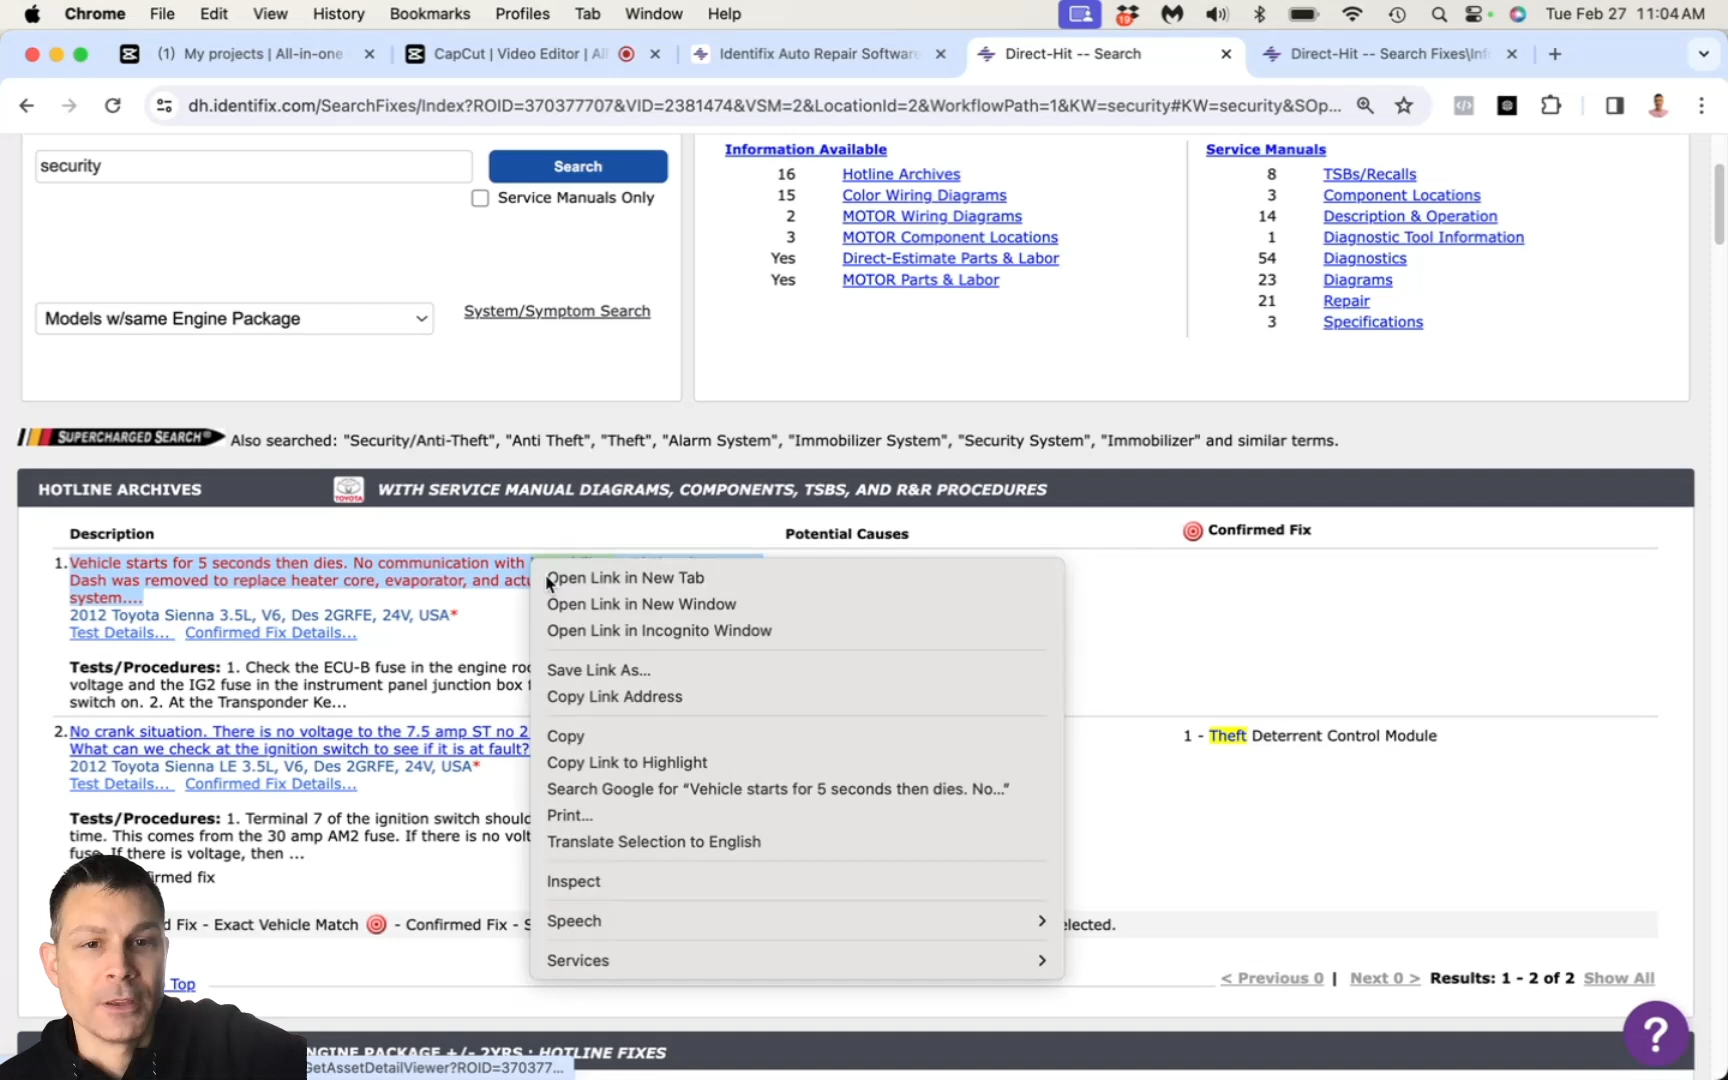 Chrome File Edit View History Bookmarks Profiles Tab Window Help 19 Tue Feb 27 11:04 AM
(1) My projects | All-in-one CapCut | Video Editor | All Identifix Auto Repair Software Direct-Hit -- Search Direct-Hit -- Search Fixes\Inf
dh.identifix.com/SearchFixes/Index?ROID=370377707&VID=2381474&VSM=2&LocationId=2&WorkflowPath=1&KW=security#KW=security&SOp...
security Search
Service Manuals Only
Models w/same Engine Package System/Symptom Search
Information Available
16 Hotline Archives
15 Color Wiring Diagrams
2 MOTOR Wiring Diagrams
3 MOTOR Component Locations
Yes Direct-Estimate Parts & Labor
Yes MOTOR Parts & Labor
Service Manuals
8 TSBs/Recalls
3 Component Locations
14 Description & Operation
1 Diagnostic Tool Information
54 Diagnostics
23 Diagrams
21 Repair
3 Specifications
SUPERCHARGED SEARCH® Also searched: "Security/Anti-Theft", "Anti Theft", "Theft", "Alarm System", "Immobilizer System", "Security System", "Immobilizer" and similar terms.
HOTLINE ARCHIVES TOYOTA WITH SERVICE MANUAL DIAGRAMS, COMPONENTS, TSBS, AND R&R PROCEDURES
Description Potential Causes Confirmed Fix
1. Vehicle starts for 5 seconds then dies. No communication with
Dash was removed to replace heater core, evaporator, and actu
system....
2012 Toyota Sienna 3.5L, V6, Des 2GRFE, 24V, USA*
Test Details... Confirmed Fix Details...
Tests/Procedures: 1. Check the ECU-B fuse in the engine roo
voltage and the IG2 fuse in the instrument panel junction box f
switch on. 2. At the Transponder Ke...
2. No crank situation. There is no voltage to the 7.5 amp ST no 2
What can we check at the ignition switch to see if it is at fault?
2012 Toyota Sienna LE 3.5L, V6, Des 2GRFE, 24V, USA*
Test Details... Confirmed Fix Details...
Tests/Procedures: 1. Terminal 7 of the ignition switch shou
time. This comes from the 30 amp AM2 fuse. If there is no volt
fuse. If there is voltage, then ...
1 - Theft Deterrent Control Module
Open Link in New Tab
Open Link in New Window
Open Link in Incognito Window
Save Link As...
Copy Link Address
Copy
Copy Link to Highlight
Search Google for “Vehicle starts for 5 seconds then dies. No...”
Print...
Translate Selection to English
Inspect
Speech
Services
irmed fix
d Fix - Exact Vehicle Match - Confirmed Fix - S elected.
Top < Previous 0 | Next 0 > Results: 1 - 2 of 2 Show All
?
NGINE PACKAGE +/- 2YRS : HOTLINE FIXES
GetAssetDetailViewer?ROID=370377...